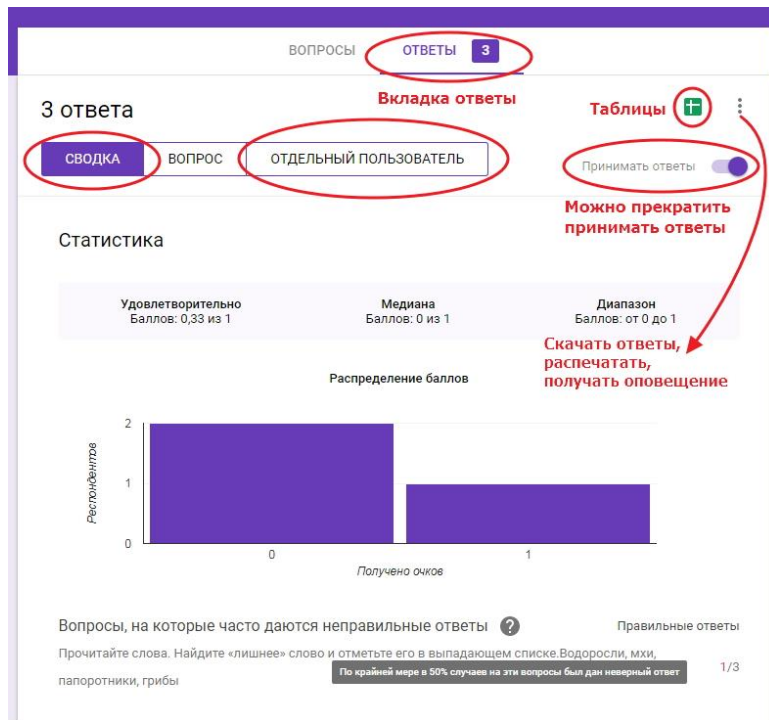 ВОПРОСЫ ОТВЕТЫ 3
Вкладка ответы
3 ответа
Таблицы
СВОДКА ВОПРОС ОТДЕЛЬНЫЙ ПОЛЬЗОВАТЕЛЬ
Принимать ответы
Можно прекратить
принимать ответы
Статистика
Удовлетворительно Медиана Диапазон
Баллов: 0,33 из 1 Баллов: 0 из 1 Баллов: от 0 до 1
Скачать ответы,
распечатать,
получать оповещение
Распределение баллов
2
1
0
Респондентов
0 1
Получено очков
Вопросы, на которые часто даются неправильные ответы ? Правильные ответы
Прочитайте слова. Найдите «лишнее» слово и отметьте его в выпадающем списке.Водоросли, мхи,
папоротники, грибы
По крайней мере в 50% случаев на эти вопросы был дан неверный ответ
1/3